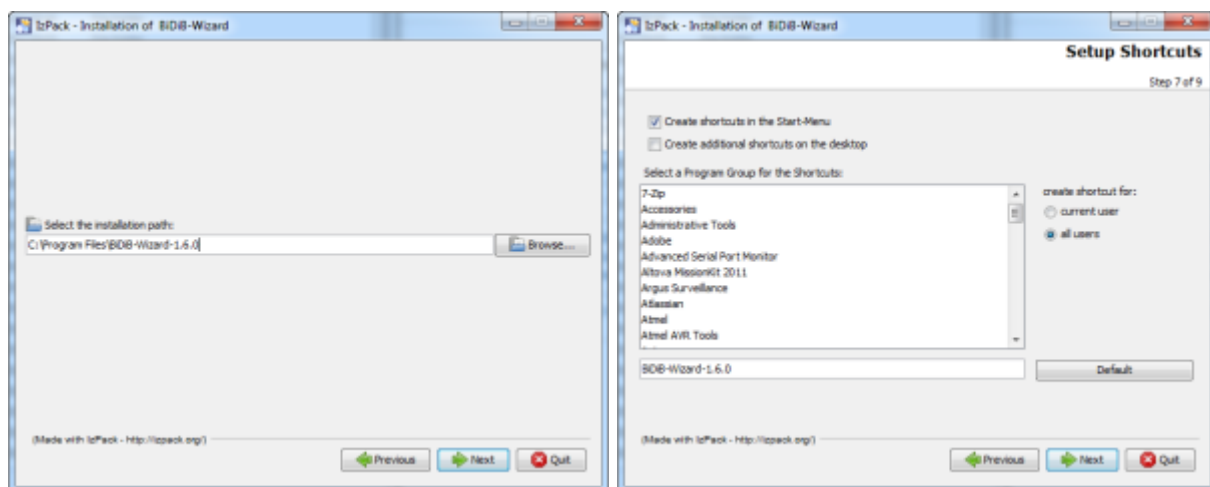 IzPack - Installation of BiDiB-Wizard
Select the installation path:
C:\Program Files\BiDiB-Wizard-1.6.0
Browse...
(Made with IzPack - http://izpack.org/)
Previous
Next
Quit
IzPack - Installation of BiDiB-Wizard
Setup Shortcuts
Step 7 of 9
Create shortcuts in the Start-Menu
Create additional shortcuts on the desktop
Select a Program Group for the Shortcuts:
7-Zip
Accessories
Administrative Tools
Adobe
Advanced Serial Port Monitor
Altova MissionKit 2011
Argus Surveillance
Atlassian
Atmel
Atmel AVR Tools
create shortcut for:
current user
all users
BiDiB-Wizard-1.6.0
Default
(Made with IzPack - http://izpack.org/)
Previous
Next
Quit